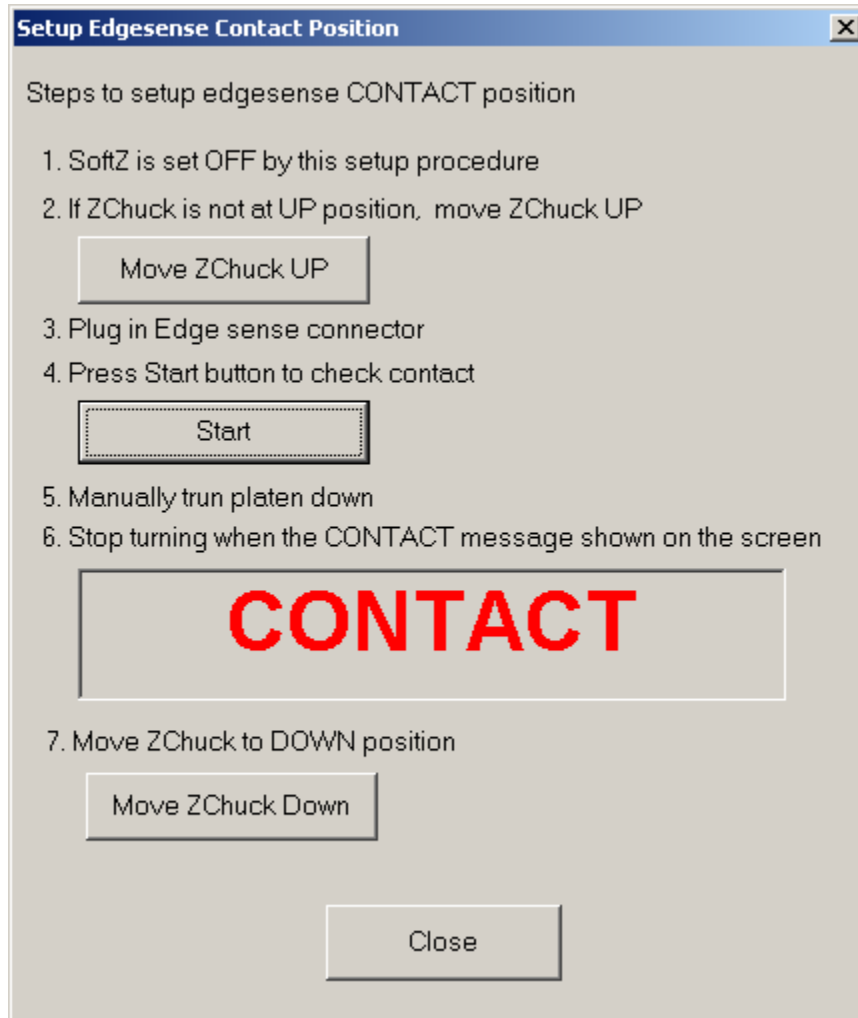 Setup Edgesense Contact Position
Steps to setup edgesense CONTACT position
1. SoftZ is set OFF by this setup procedure
2. If ZChuck is not at UP position, move ZChuck UP
Move ZChuck UP
3. Plug in Edge sense connector
4. Press Start button to check contact
Start
5. Manually trun platen down
6. Stop turning when the CONTACT message shown on the screen
CONTACT
7. Move ZChuck to DOWN position
Move ZChuck Down
Close